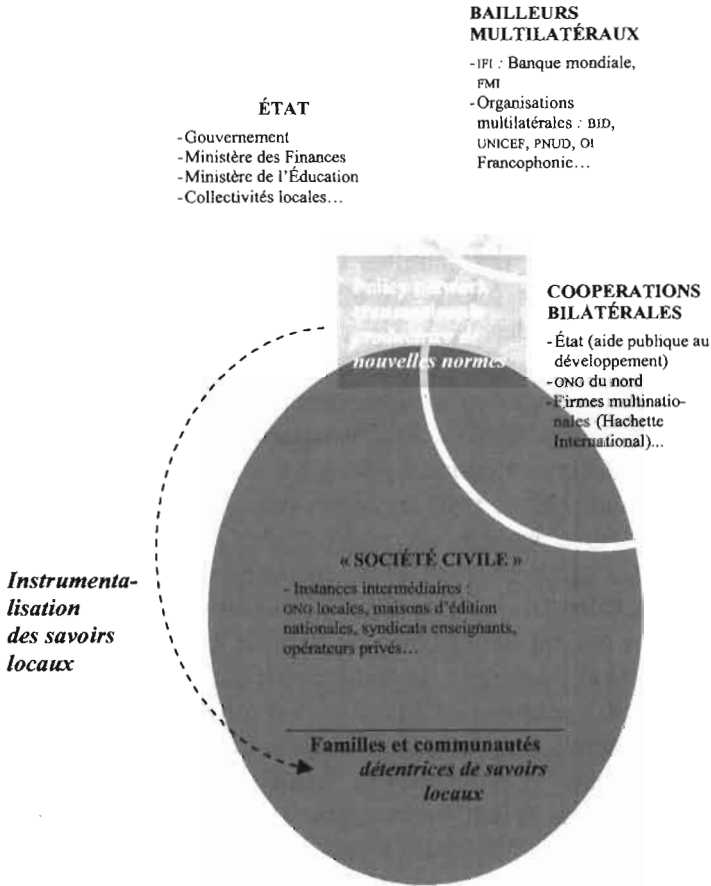 BAILLEURS
MULTILATÉRAUX
-IFI : Banque mondiale,
FMI
-Organisations
multilatérales : BID,
UNICEF, PNUD, OI
Francophonie…
ÉTAT
-Gouvernement
-Ministère des Finances
-Ministère de l'Éducation
-Collectivités locales…
Policy network
nouvelles normes
COOPERATIONS
BILATÉRALES
-État (aide publique au
développement)
-ONG du nord
-Firmes multinatio-
nales (Hachette
International)...
« SOCIÉTÉ CIVILE »
- Instances intermédiaires :
ONG locales, maisons d'édition
nationales, syndicats enseignants,
opérateurs privés…
Instrumenta-
lisation
des savoirs
locaux
Familles et communautés
détentrices de savoirs
locaux